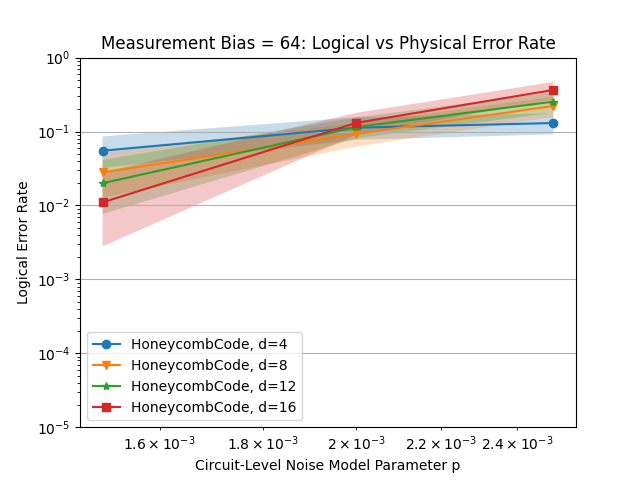 Measurement Bias = 64: Logical vs Physical Error Rate
Logical Error Rate
10⁰
10⁻¹
10⁻²
10⁻³
10⁻⁴
10⁻⁵
HoneycombCode, d=4
HoneycombCode, d=8
HoneycombCode, d=12
HoneycombCode, d=16
1.6 × 10⁻³ 1.8 × 10⁻³ 2 × 10⁻³ 2.2 × 10⁻³ 2.4 × 10⁻³
Circuit-Level Noise Model Parameter p